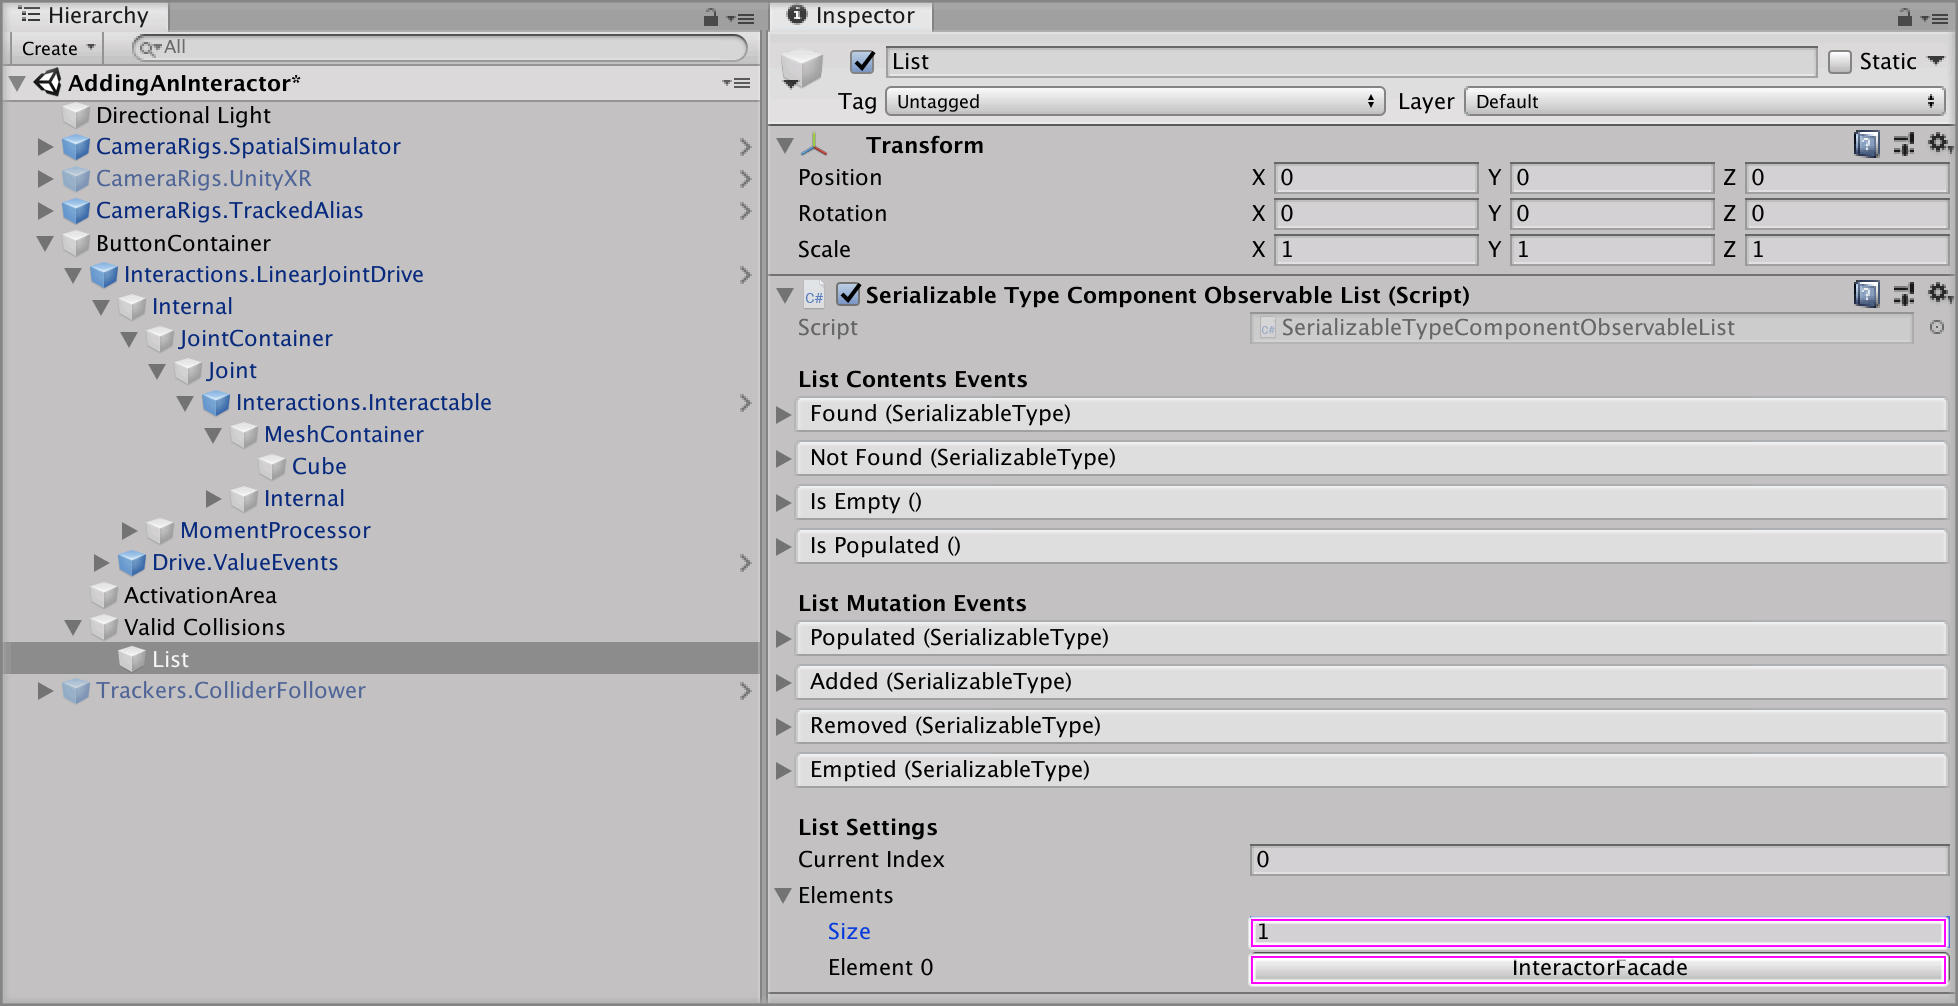 Hierarchy
Create
All
AddingAnInteractor*
Directional Light
CameraRigs.SpatialSimulator
CameraRigs.UnityXR
CameraRigs.TrackedAlias
ButtonContainer
Interactions.LinearJointDrive
Internal
JointContainer
Joint
Interactions.Interactable
MeshContainer
Cube
Internal
MomentProcessor
Drive.ValueEvents
ActivationArea
Valid Collisions
List
Trackers.ColliderFollower
Inspector
List
Static
Tag Untagged Layer Default
Transform
Position X 0 Y 0 Z 0
Rotation X 0 Y 0 Z 0
Scale X 1 Y 1 Z 1
C# Serializable Type Component Observable List (Script)
Script C# SerializableTypeComponentObservableList
List Contents Events
Found (SerializableType)
Not Found (SerializableType)
Is Empty ()
Is Populated ()
List Mutation Events
Populated (SerializableType)
Added (SerializableType)
Removed (SerializableType)
Emptied (SerializableType)
List Settings
Current Index 0
Elements
Size 1
Element 0 InteractorFacade